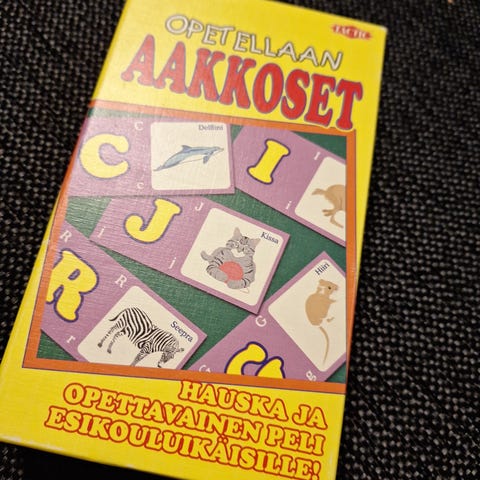 TACTIC
OPETELLAAN
AAKKOSET
C
C
c
c
Delfiini
I
I
i
J
J
j
j
Kissa
Hiiri
R
R
R
r
Seepra
G
g
HAUSKA JA
OPETTAVAINEN PELI
ESIKOULUIKÄISILLE!